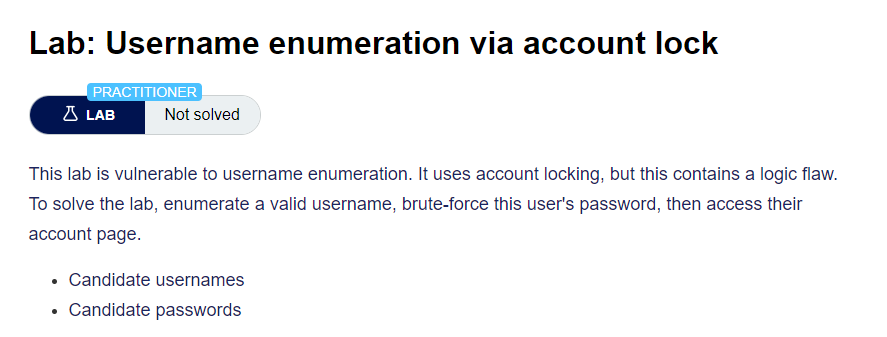 Lab: Username enumeration via account lock
PRACTITIONER
LAB Not solved
This lab is vulnerable to username enumeration. It uses account locking, but this contains a logic flaw.
To solve the lab, enumerate a valid username, brute-force this user's password, then access their
account page.
• Candidate usernames
• Candidate passwords